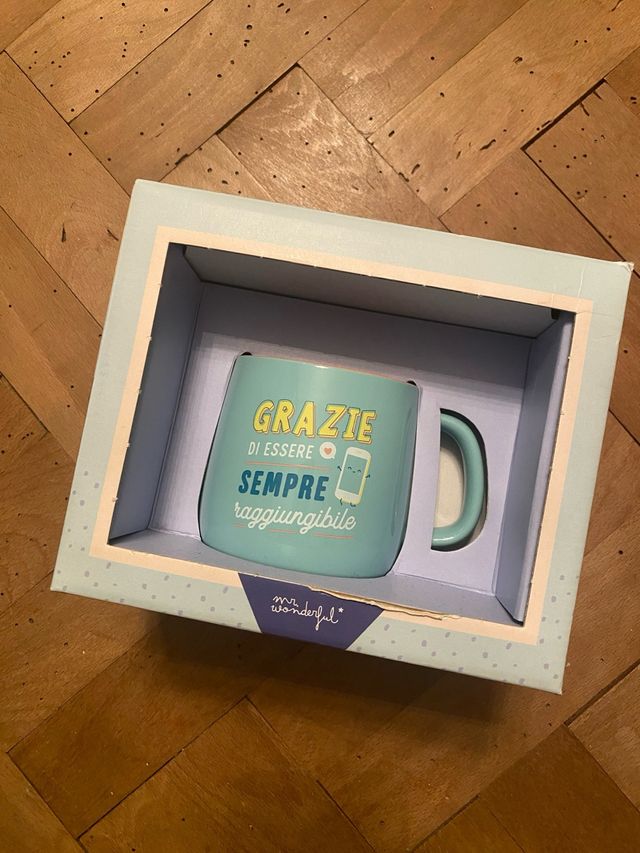 GRAZIE
DI ESSERE
SEMPRE
raggiungibile
mr.
wonderful*